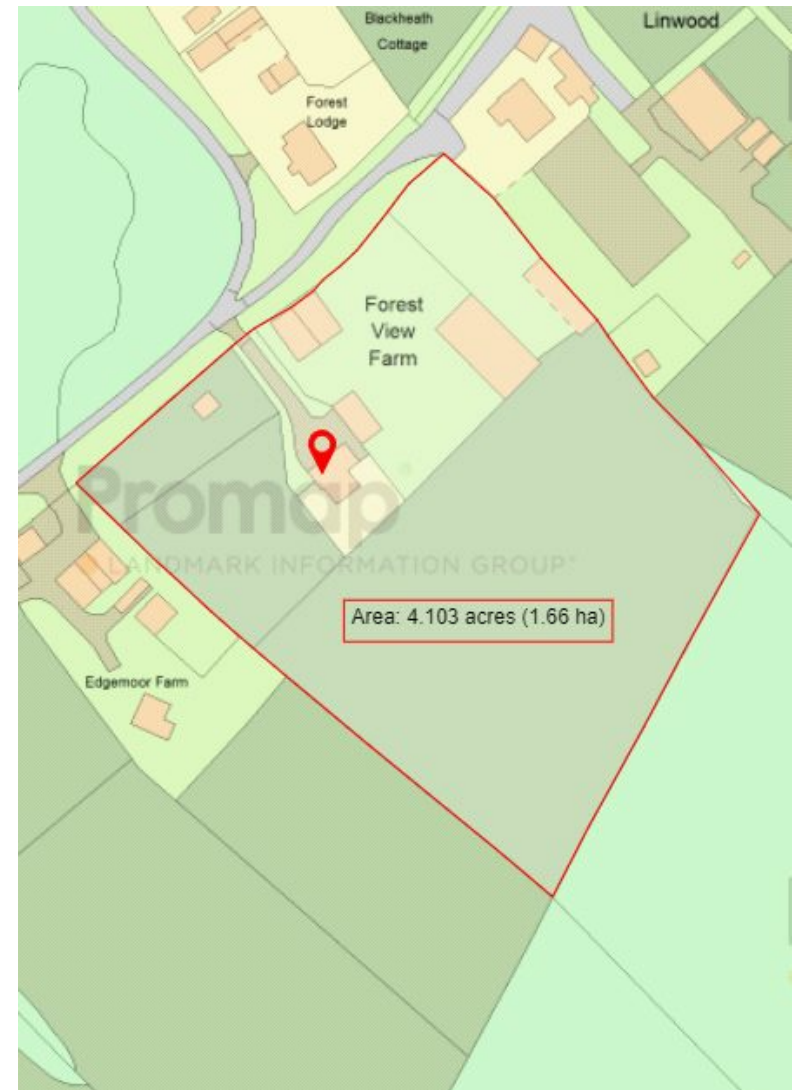 Blackheath
Cottage
Linwood
Forest
Lodge
Forest
View
Farm
Promap
LANDMARK INFORMATION GROUP
Area: 4.103 acres (1.66 ha)
Edgemoor Farm